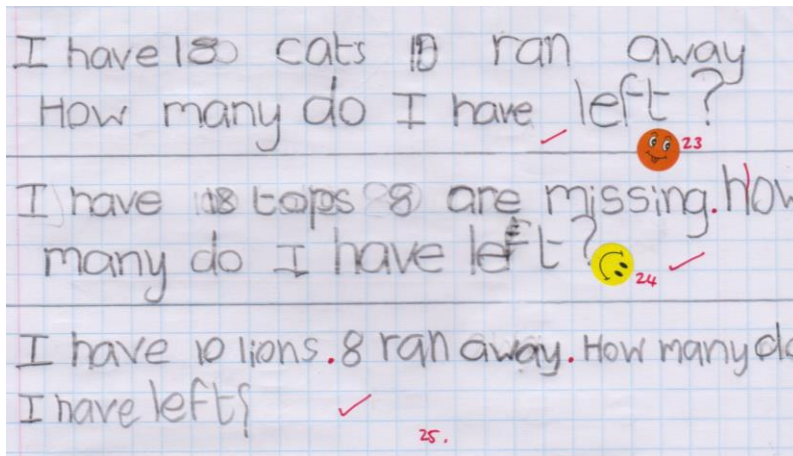 I have 18 cats 10 ran away
How many do I have left?
23
I have 18 tops 8 are missing. How
many do I have left?
24
I have 10 lions. 8 ran away. How many do
I have left?
25.